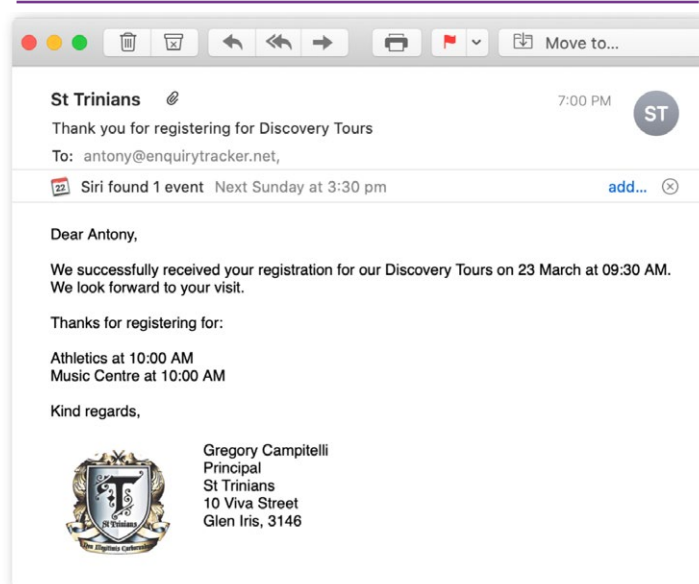 Move to...
St Trinians
7:00 PM
ST
Thank you for registering for Discovery Tours
To: antony@enquirytracker.net,
22
Siri found 1 event Next Sunday at 3:30 pm
add...
Dear Antony,
We successfully received your registration for our Discovery Tours on 23 March at 09:30 AM.
We look forward to your visit.
Thanks for registering for:
Athletics at 10:00 AM
Music Centre at 10:00 AM
Kind regards,
Gregory Campitelli
Principal
St Trinians
10 Viva Street
Glen Iris, 3146
T
St Trinians